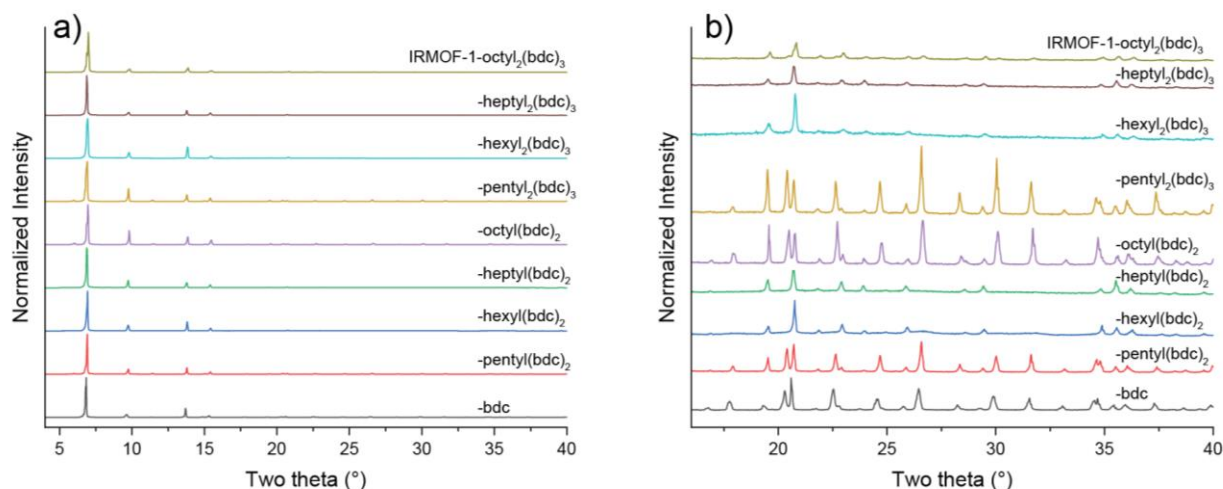 a)
IRMOF-1-octyl₂(bdc)₃
-heptyl₂(bdc)₃
-hexyl₂(bdc)₃
-pentyl₂(bdc)₃
-octyl(bdc)₂
-heptyl(bdc)₂
-hexyl(bdc)₂
-pentyl(bdc)₂
-bdc
Normalized Intensity
5 10 15 20 25 30 35 40
Two theta (°)
b)
IRMOF-1-octyl₂(bdc)₃
-heptyl₂(bdc)₃
-hexyl₂(bdc)₃
-pentyl₂(bdc)₃
-octyl(bdc)₂
-heptyl(bdc)₂
-hexyl(bdc)₂
-pentyl(bdc)₂
-bdc
Normalized Intensity
20 25 30 35 40
Two theta (°)